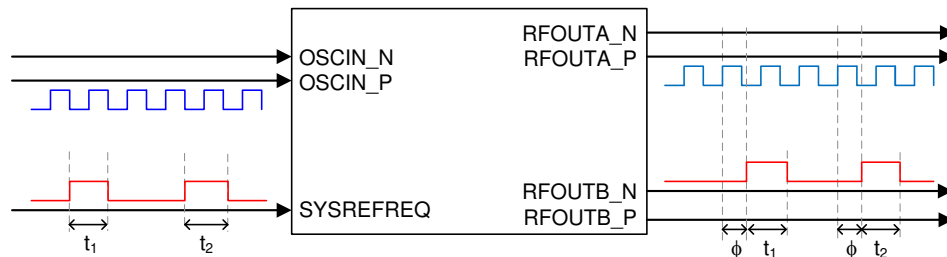 OSCIN_N
OSCIN_P
SYSREFREQ
t1
t2
RFOUTA_N
RFOUTA_P
RFOUTB_N
RFOUTB_P
ϕ
t1
ϕ
t2